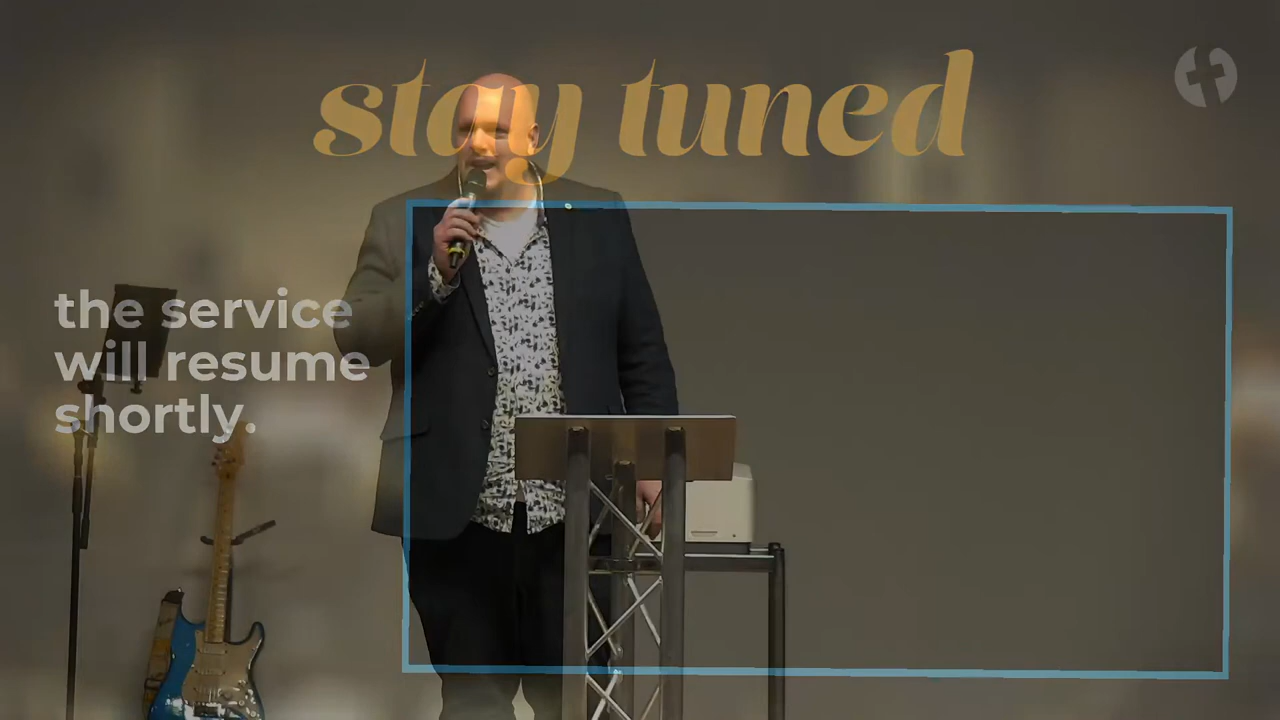 stay tuned
the service
will resume
shortly.